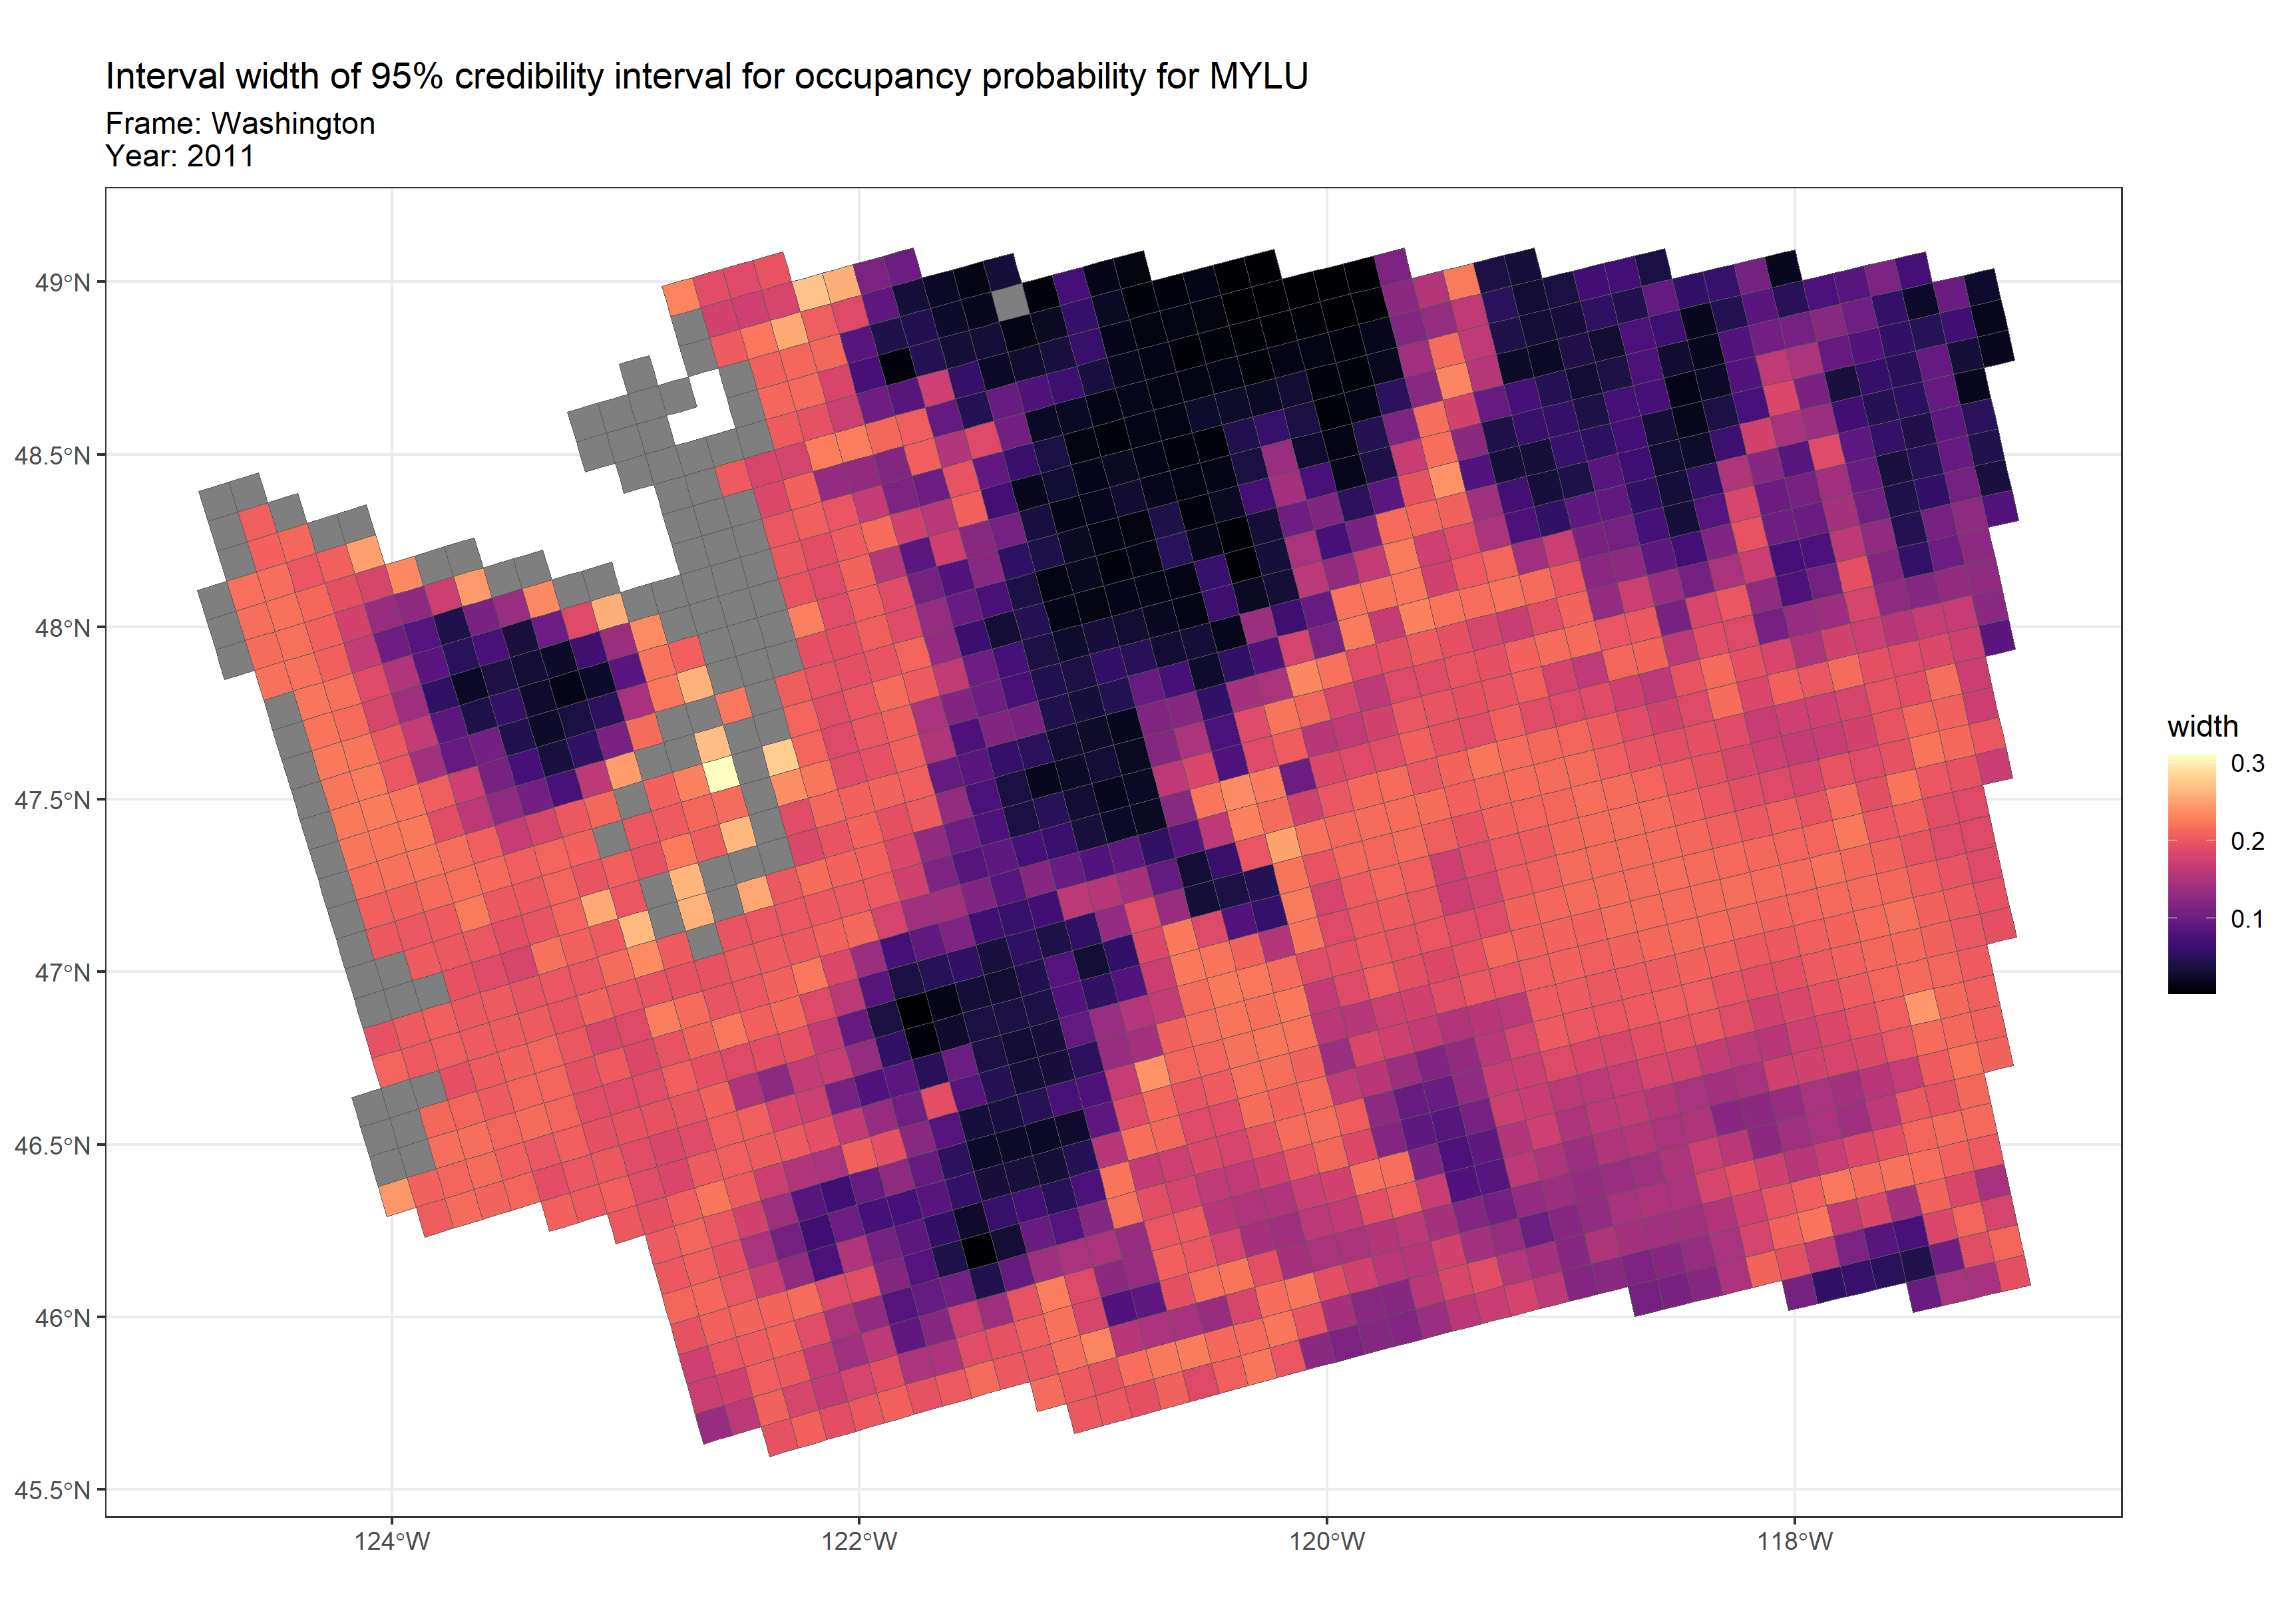 Interval width of 95% credibility interval for occupancy probability for MYLU
Frame: Washington
Year: 2011
49°N
48.5°N
48°N
47.5°N
47°N
46.5°N
46°N
45.5°N
124°W
122°W
120°W
118°W
width
0.3
0.2
0.1